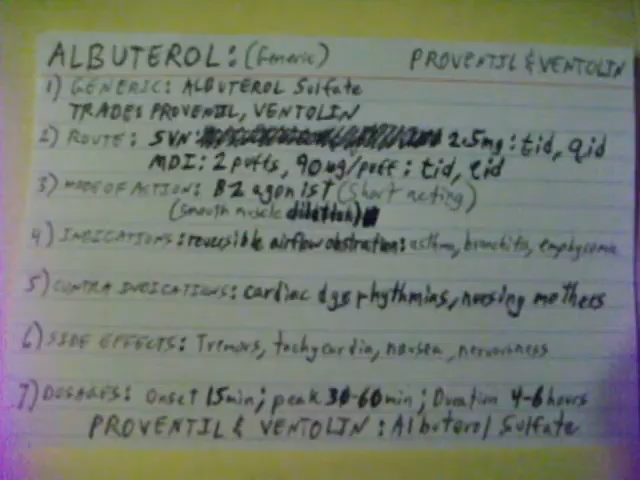 ALBUTEROL: (Generic) PROVENTIL & VENTOLIN
1) GENERIC: ALBUTEROL Sulfate
TRADE: PROVENTIL, VENTOLIN
2) ROUTE: SVN: 2.5mg: tid, qid
MDI: 2 puffs, 90ug/puff: tid, qid
3) MODE OF ACTION: B2 agonist (short acting)
(smooth muscle dilation)
4) INDICATIONS: reversible airflow obstration: asthma, bronchitis, emphysema
5) CONTRAINDICATIONS: cardiac dysrhythmias, nursing mothers
6) SIDE EFFECTS: Tremors, tachycardia, nausea, nervousness
7) DOSAGES: Onset 15min; peak 30-60min; Duration 4-6 hours
PROVENTIL & VENTOLIN: Albuterol Sulfate